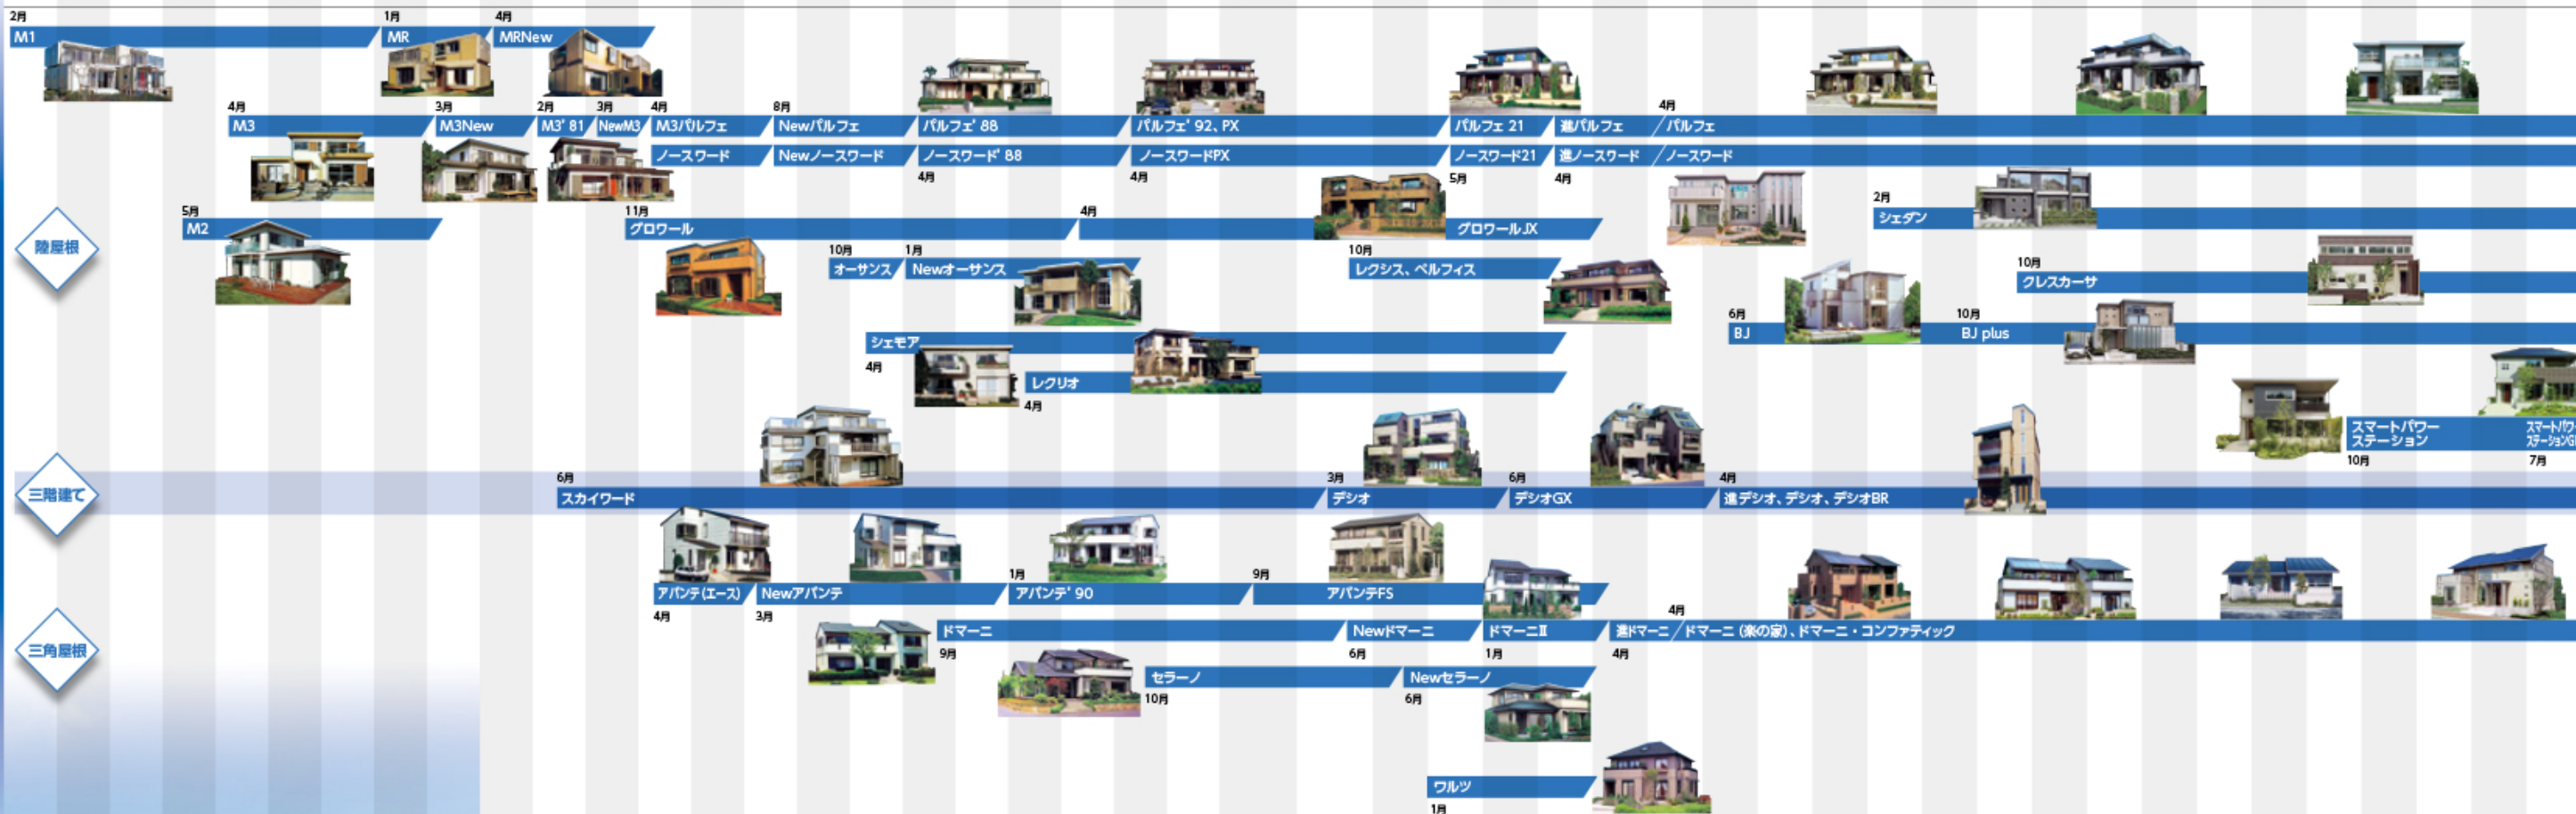 2月
1月
4月
M1
MR
MRNew
4月
3月
2月
3月
4月
8月
4月
M3
M3New
M3' 81
NewM3
M3パルフェ
Newパルフェ
パルフェ' 88
パルフェ' 92、PX
パルフェ 21
進パルフェ
パルフェ
ノースワード
Newノースワード
ノースワード' 88
ノースワードPX
ノースワード21
進ノースワード
ノースワード
4月
4月
5月
4月
陸屋根
5月
11月
4月
2月
M2
グロワール
グロワールJX
シェダン
10月
1月
10月
10月
オーサンス
Newオーサンス
レクシス、ベルフィス
クレスカーサ
6月
10月
シェモア
BJ
BJ plus
4月
レクリオ
4月
スマートパワー
ステーション
10月
7月
三階建て
6月
3月
6月
4月
スカイワード
デシオ
デシオGX
進デシオ、デシオ、デシオBR
三角屋根
1月
9月
アバンテ(エース)
Newアバンテ
アバンテ' 90
アバンテFS
4月
3月
4月
ドマーニ
Newドマーニ
ドマーニⅡ
進ドマーニ
ドマーニ (楽の家)、ドマーニ・コンファティック
9月
6月
1月
4月
セラーノ
Newセラーノ
10月
6月
ワルツ
1月